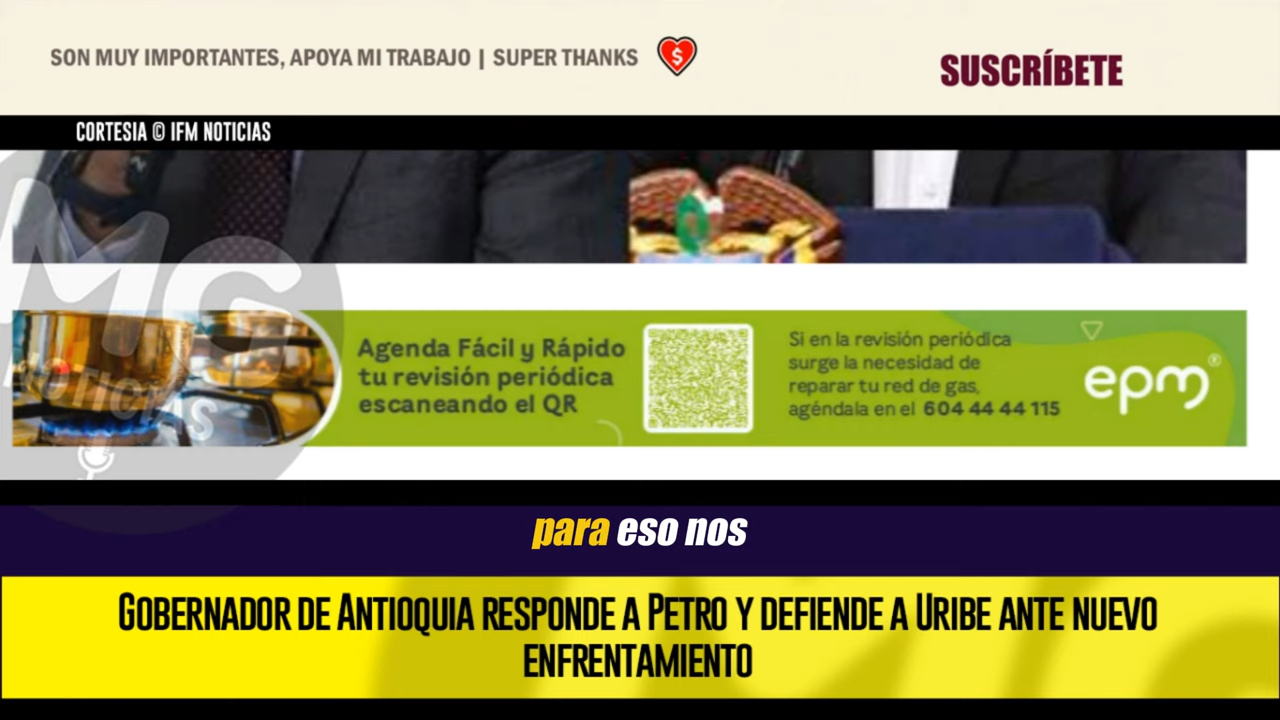 SON MUY IMPORTANTES, APOYA MI TRABAJO | SUPER THANKS
$
SUSCRÍBETE
CORTESIA © IFM NOTICIAS
MG
NOTICIAS
Agenda Fácil y Rápido
tu revisión periódica
escaneando el QR
Si en la revisión periódica
surge la necesidad de
reparar tu red de gas,
agéndala en el 604 44 44 115
epm®
para eso nos
GOBERNADOR DE ANTIOQUIA RESPONDE A PETRO Y DEFIENDE A URIBE ANTE NUEVO
ENFRENTAMIENTO